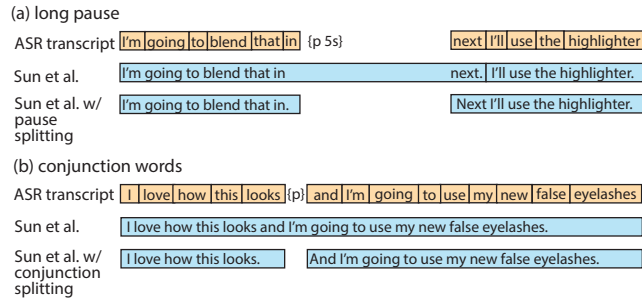 (a) long pause
ASR transcript I'm going to blend that in {p 5s} next I'll use the highlighter
Sun et al. I'm going to blend that in next. I'll use the highlighter.
Sun et al. w/ pause splitting I'm going to blend that in. Next I'll use the highlighter.
(b) conjunction words
ASR transcript I love how this looks {p} and I'm going to use my new false eyelashes
Sun et al. I love how this looks and I'm going to use my new false eyelashes.
Sun et al. w/ conjunction splitting I love how this looks. And I'm going to use my new false eyelashes.